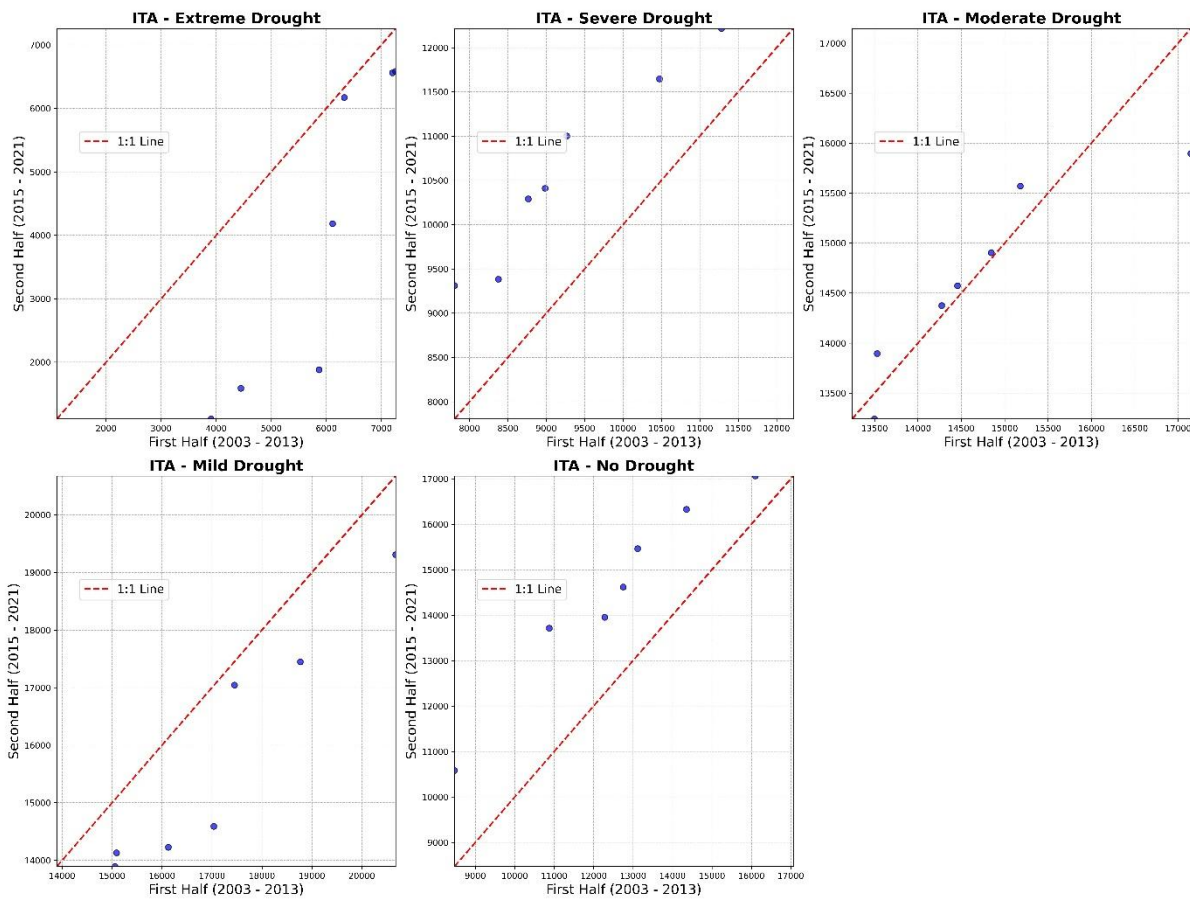 ITA - Extreme Drought
7000
6000
5000
4000
3000
2000
Second Half (2015 - 2021)
1:1 Line
2000 3000 4000 5000 6000 7000
First Half (2003 - 2013)
ITA - Severe Drought
12000
11500
11000
10500
10000
9500
9000
8500
8000
Second Half (2015 - 2021)
1:1 Line
8000 8500 9000 9500 10000 10500 11000 11500 12000
First Half (2003 - 2013)
ITA - Moderate Drought
17000
16500
16000
15500
15000
14500
14000
13500
Second Half (2015 - 2021)
1:1 Line
13500 14000 14500 15000 15500 16000 16500 17000
First Half (2003 - 2013)
ITA - Mild Drought
20000
19000
18000
17000
16000
15000
14000
Second Half (2015 - 2021)
1:1 Line
14000 15000 16000 17000 18000 19000 20000
First Half (2003 - 2013)
ITA - No Drought
17000
16000
15000
14000
13000
12000
11000
10000
9000
Second Half (2015 - 2021)
1:1 Line
9000 10000 11000 12000 13000 14000 15000 16000 17000
First Half (2003 - 2013)